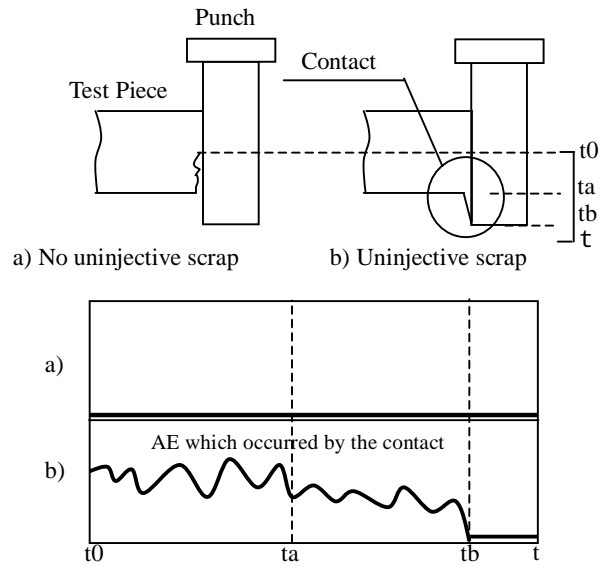 Punch
Contact
Test Piece
t0
ta
tb
t
a) No uninjective scrap
b) Uninjective scrap
a)
AE which occurred by the contact
b)
t0
ta
tb
t